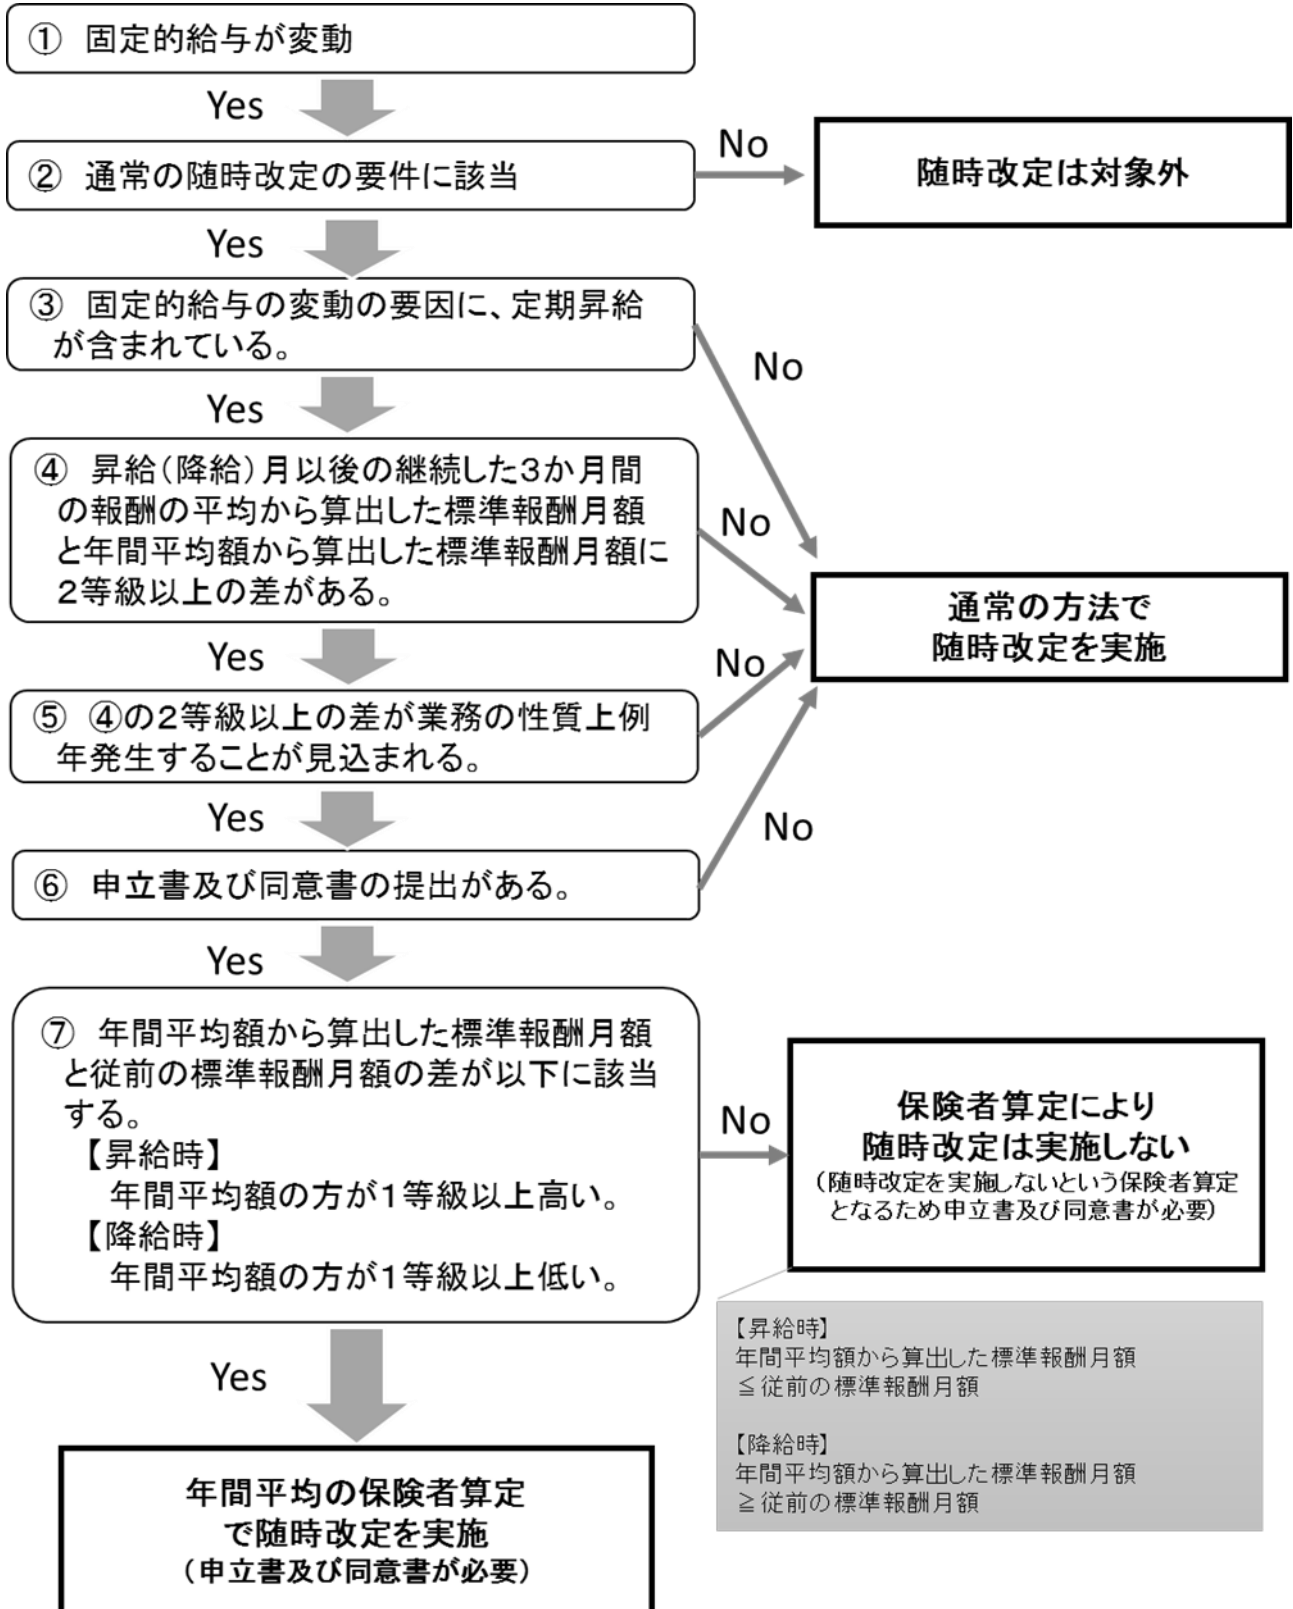 ① 固定的給与が変動
Yes
② 通常の随時改定の要件に該当
No
随時改定は対象外
Yes
③ 固定的給与の変動の要因に、定期昇給
が含まれている。
No
Yes
④ 昇給(降給)月以後の継続した3か月間
の報酬の平均から算出した標準報酬月額
と年間平均額から算出した標準報酬月額に
2等級以上の差がある。
No
通常の方法で
随時改定を実施
Yes
No
⑤ ④の2等級以上の差が業務の性質上例
年発生することが見込まれる。
Yes
No
⑥ 申立書及び同意書の提出がある。
Yes
⑦ 年間平均額から算出した標準報酬月額
と従前の標準報酬月額の差が以下に該当
する。
【昇給時】
年間平均額の方が1等級以上高い。
【降給時】
年間平均額の方が1等級以上低い。
No
保険者算定により
随時改定は実施しない
(随時改定を実施しないという保険者算定
となるため申立書及び同意書が必要)
【昇給時】
年間平均額から算出した標準報酬月額
≦従前の標準報酬月額
【降給時】
年間平均額から算出した標準報酬月額
≧従前の標準報酬月額
Yes
年間平均の保険者算定
で随時改定を実施
(申立書及び同意書が必要)